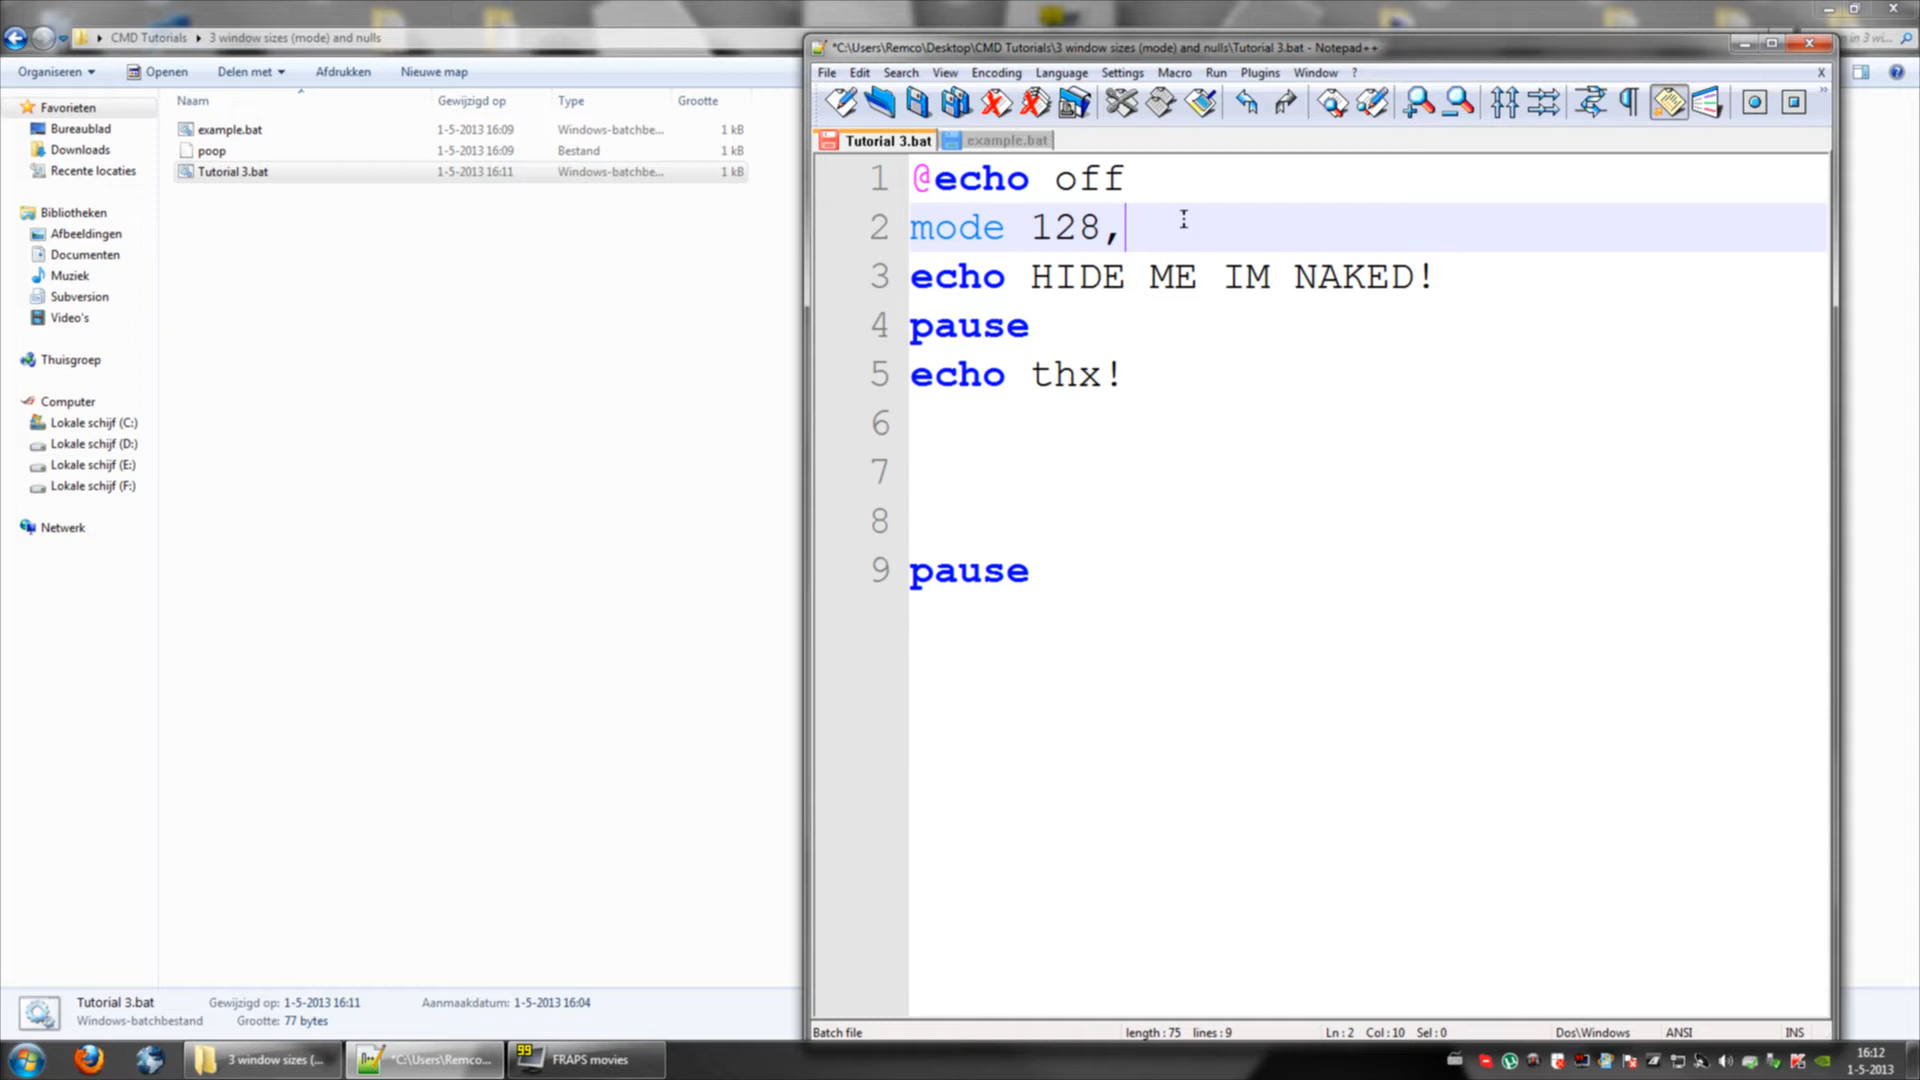 CMD Tutorials 3 window sizes (mode) and nulls
in 3 wi...
Organiseren Openen Delen met Afdrukken Nieuwe map
Naam Gewijzigd op Type Grootte
example.bat 1-5-2013 16:09 Windows-batchbe... 1 kB
poop 1-5-2013 16:09 Bestand 1 kB
Tutorial 3.bat 1-5-2013 16:11 Windows-batchbe... 1 kB
Favorieten
Bureaublad
Downloads
Recente locaties
Bibliotheken
Afbeeldingen
Documenten
Muziek
Subversion
Video's
Thuisgroep
Computer
Lokale schijf (C:)
Lokale schijf (D:)
Lokale schijf (E:)
Lokale schijf (F:)
Netwerk
Tutorial 3.bat Gewijzigd op: 1-5-2013 16:11 Aanmaakdatum: 1-5-2013 16:04
Windows-batchbestand Grootte: 77 bytes
*C:\Users\Remco\Desktop\CMD Tutorials\3 window sizes (mode) and nulls\Tutorial 3.bat - Notepad++
File Edit Search View Encoding Language Settings Macro Run Plugins Window ? X
Tutorial 3.bat example.bat
1 @echo off
2 mode 128,
3 echo HIDE ME IM NAKED!
4 pause
5 echo thx!
6
7
8
9 pause
Batch file length : 75 lines : 9 Ln : 2 Col : 10 Sel : 0 Dos\Windows ANSI INS
3 window sizes (... *C:\Users\Remco... 99 FRAPS movies
16:12
1-5-2013